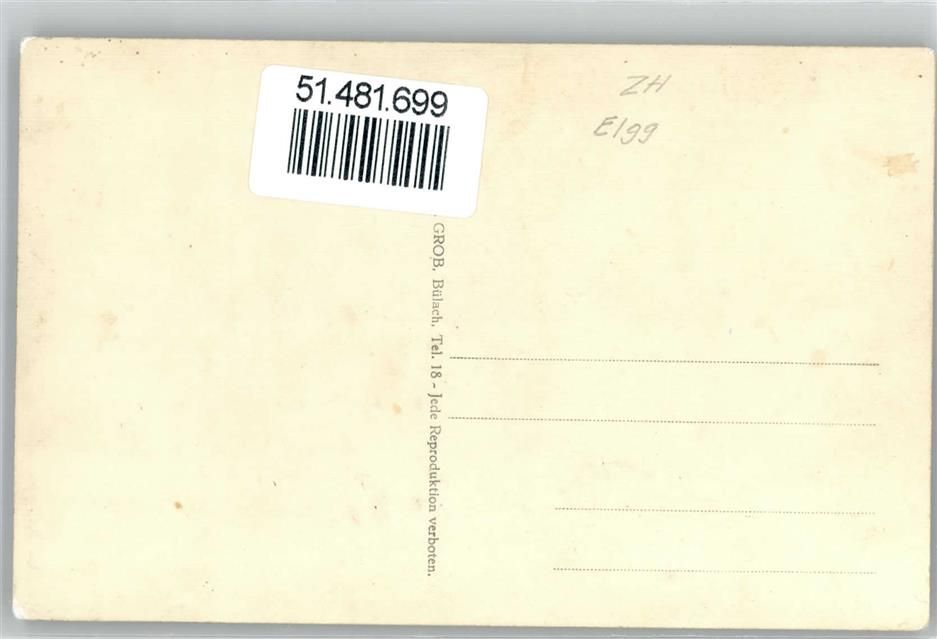 51.481.699
ZH
Elgg
GROB, Bülach, Tel. 18 - Jede Reproduktion verboten.